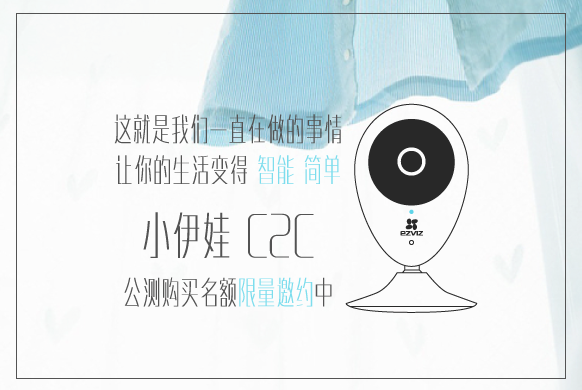 这就是我们一直在做的事情
让你的生活变得 智能 简单
小伊娃 C2C
公测购买名额限量邀约中
ezviz